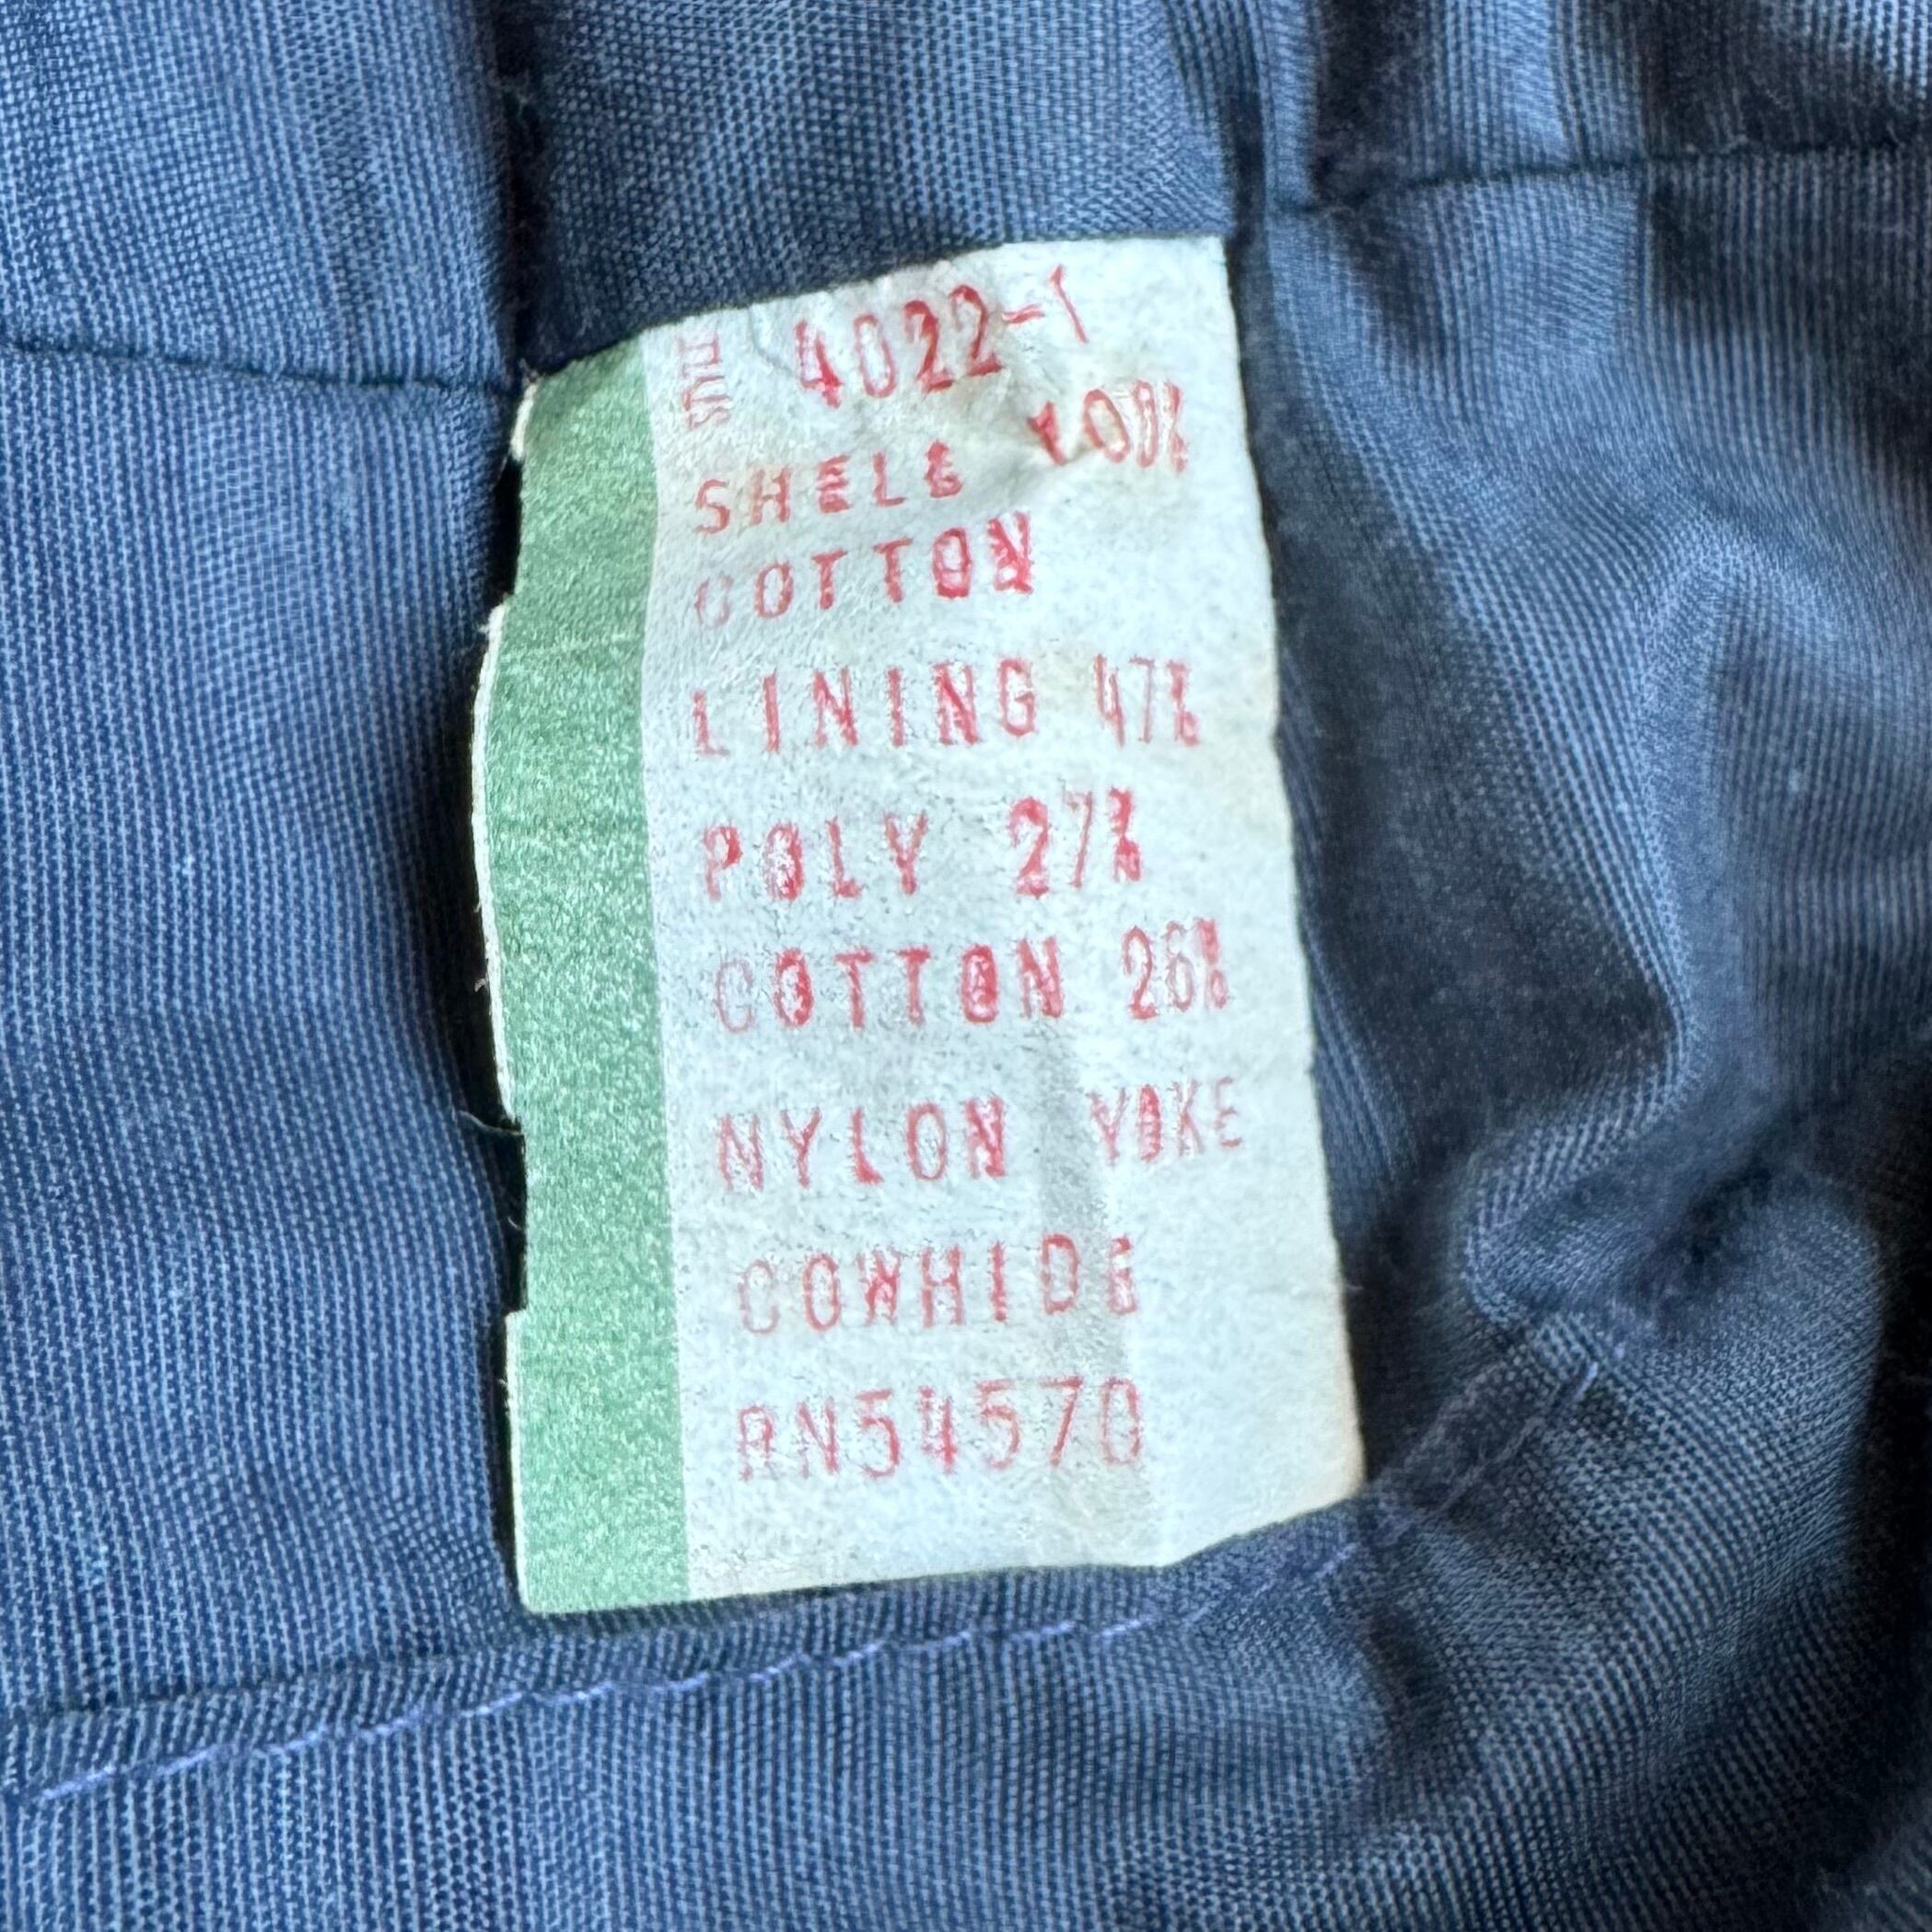 STYLE 4022-1
SHELL 100%
COTTON
LINING 47%
POLY 27%
COTTON 26%
NYLON YOKE
COWHIDE
RN54570